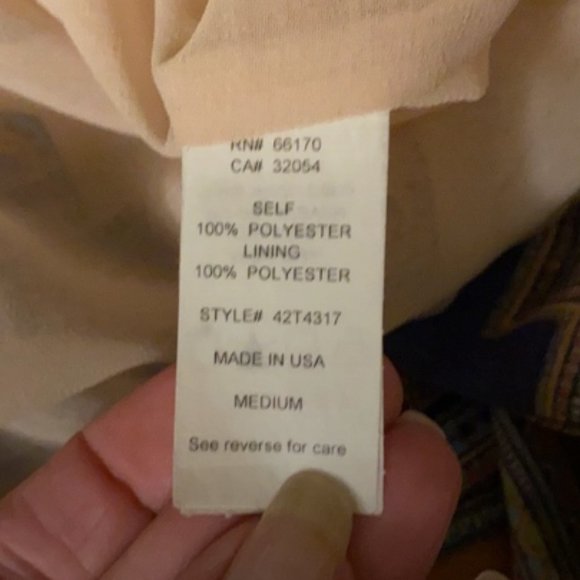 RN# 66170
CA# 32054
SELF
100% POLYESTER
LINING
100% POLYESTER
STYLE# 42T4317
MADE IN USA
MEDIUM
See reverse for care